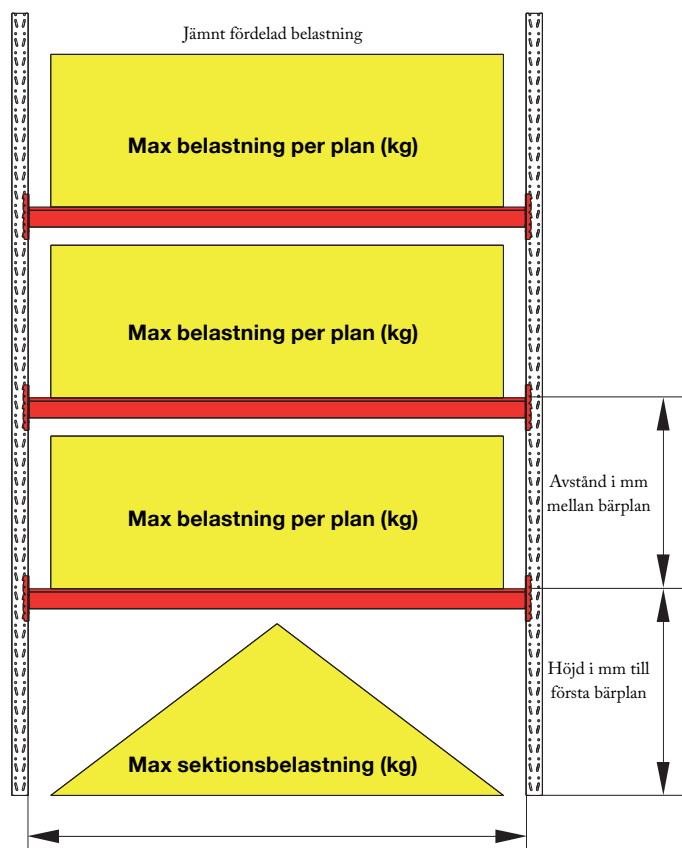 Jämnt fördelad belastning
Max belastning per plan (kg)
Max belastning per plan (kg)
Avstånd i mm
mellan bärplan
Max belastning per plan (kg)
Höjd i mm till
första bärplan
Max sektionsbelastning (kg)